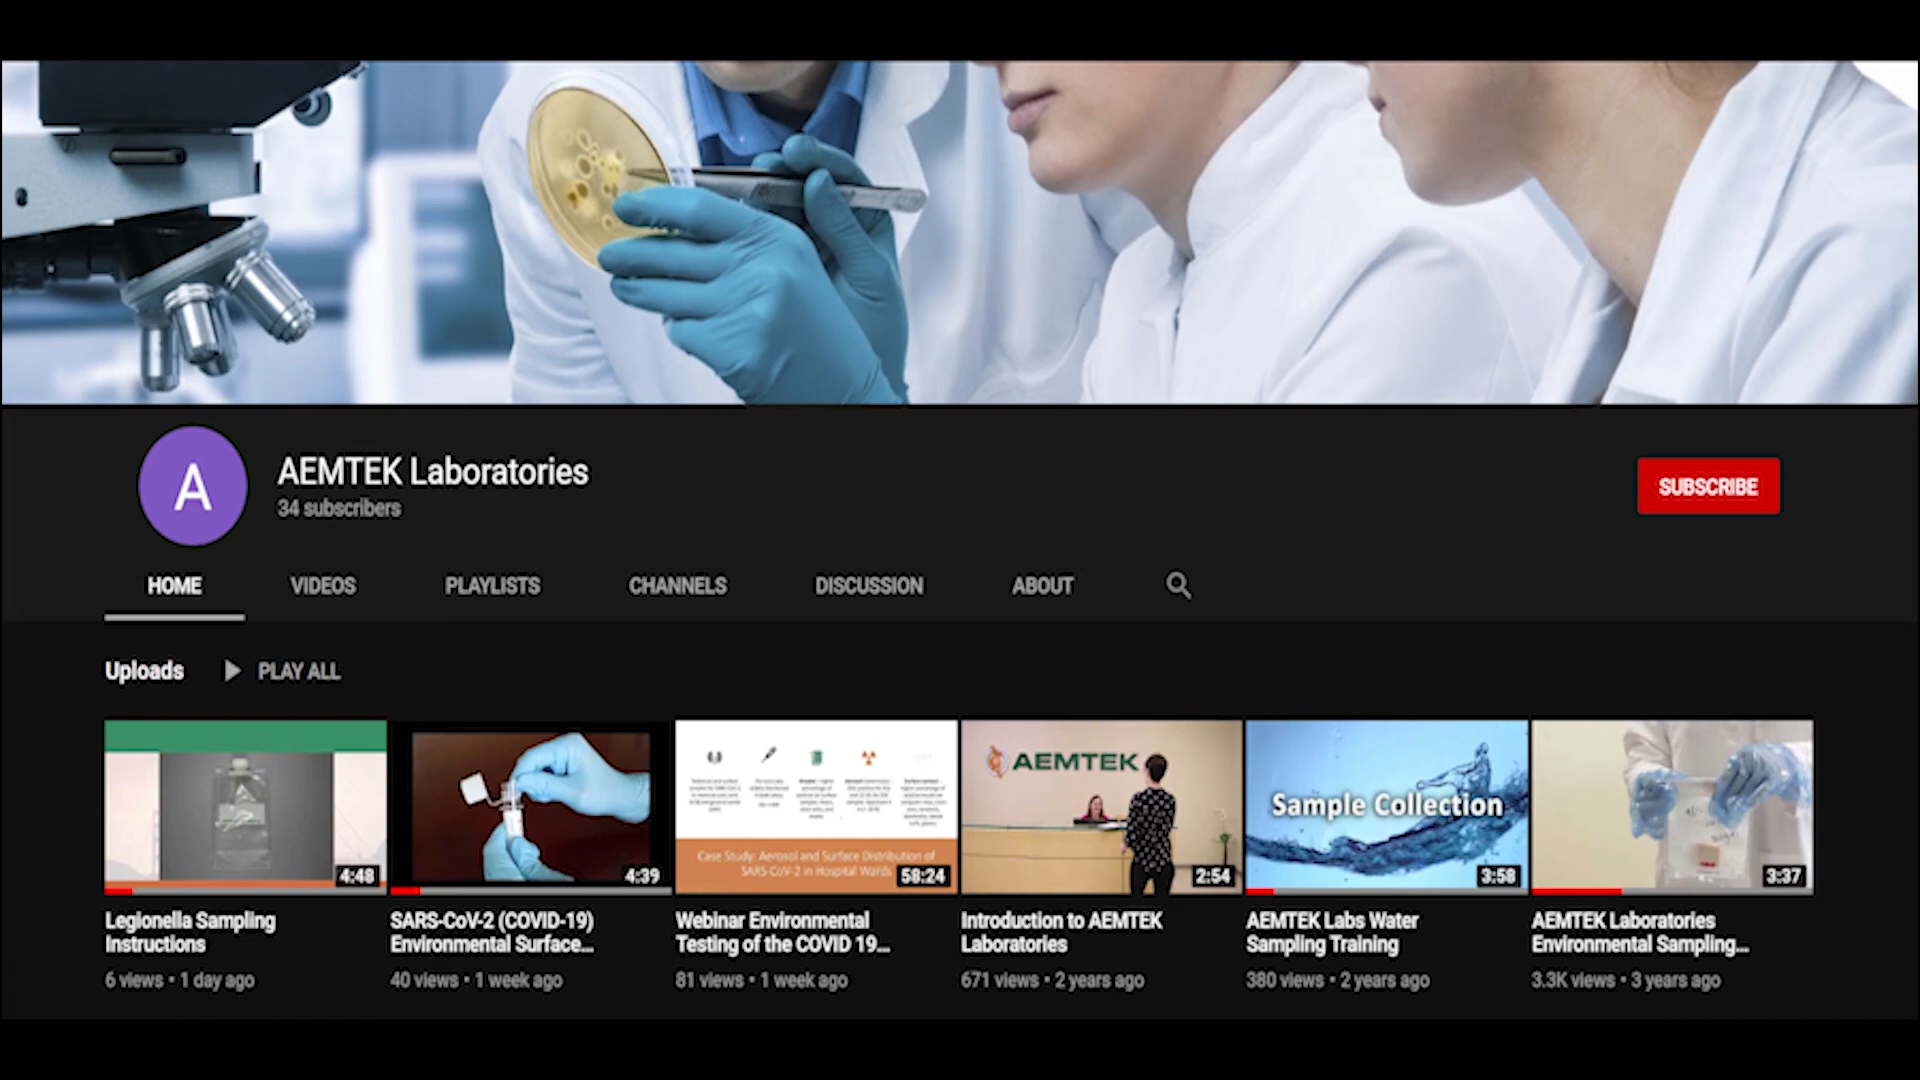 A
AEMTEK Laboratories
34 subscribers
SUBSCRIBE
HOME VIDEOS PLAYLISTS CHANNELS DISCUSSION ABOUT
Uploads PLAY ALL
4:48
4:39
Case Study: Aerosol and Surface Distribution of
SARS-CoV-2 in Hospital Wards
58:24
AEMTEK
2:54
Sample Collection
3:58
3:37
Legionella Sampling
Instructions
6 views • 1 day ago
SARS-CoV-2 (COVID-19)
Environmental Surface...
40 views • 1 week ago
Webinar Environmental
Testing of the COVID 19...
81 views • 1 week ago
Introduction to AEMTEK
Laboratories
671 views • 2 years ago
AEMTEK Labs Water
Sampling Training
380 views • 2 years ago
AEMTEK Laboratories
Environmental Sampling...
3.3K views • 3 years ago